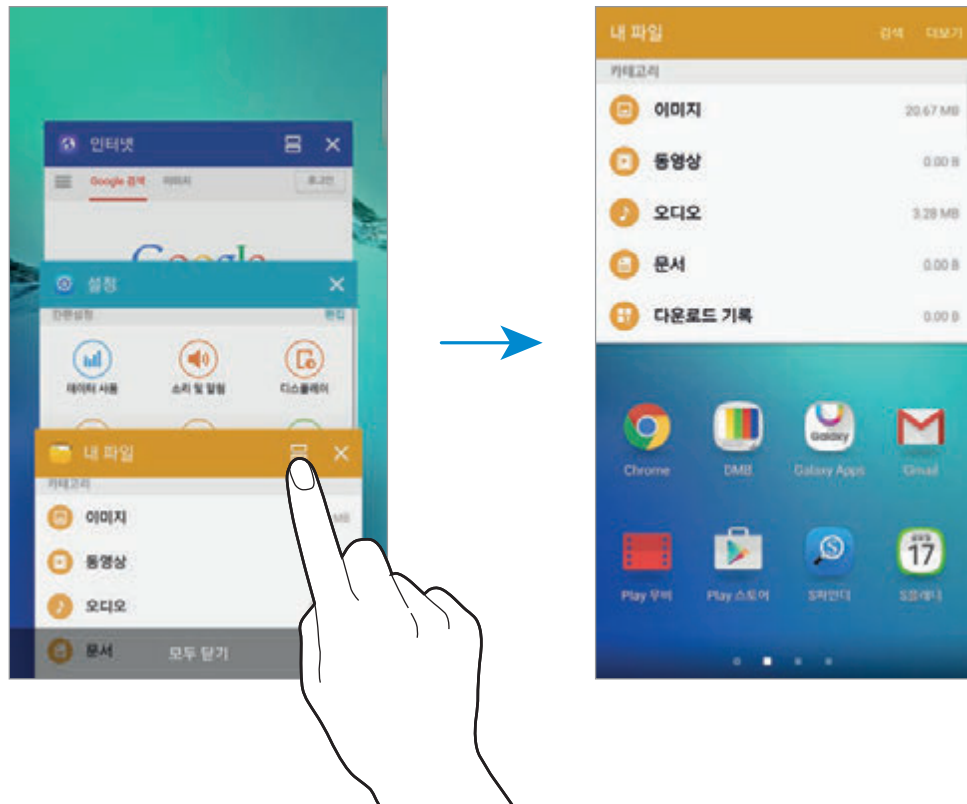 인터넷
Google 검색 이미지 로그인
Google
설정
간편설정 편집
데이터 사용 소리 및 알림 디스플레이
내 파일
카테고리
이미지 MB
동영상
오디오
문서
모두 닫기
내 파일 검색 더보기
카테고리
이미지 20.67 MB
동영상 0.00 B
오디오 3.28 MB
문서 0.00 B
다운로드 기록 0.00 B
Galaxy
Chrome DMB Galaxy Apps Gmail
17
Play 무비 Play 스토어 S파인더 S플래너